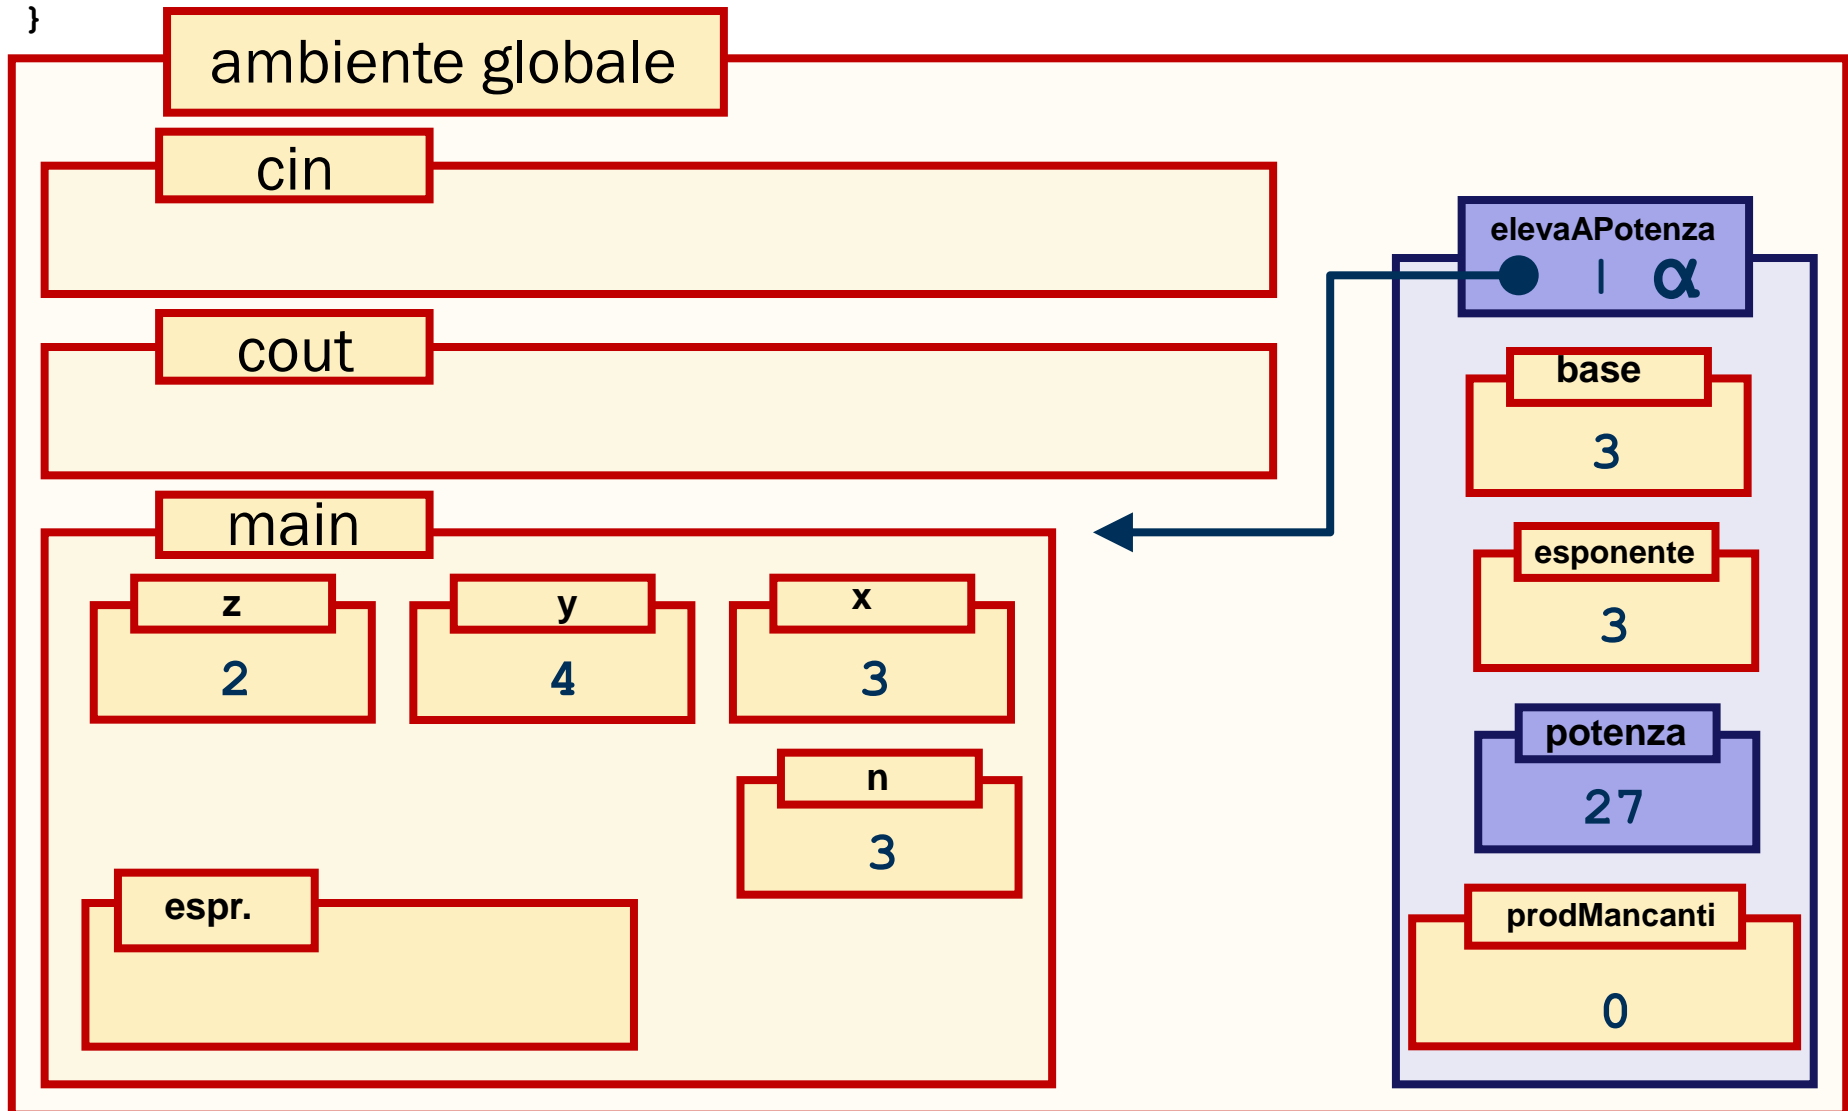 }
ambiente globale
cin
cout
main
z
2
y
4
x
3
n
3
espr.
elevaAPotenza
| α
base
3
esponente
3
potenza
27
prodMancanti
0